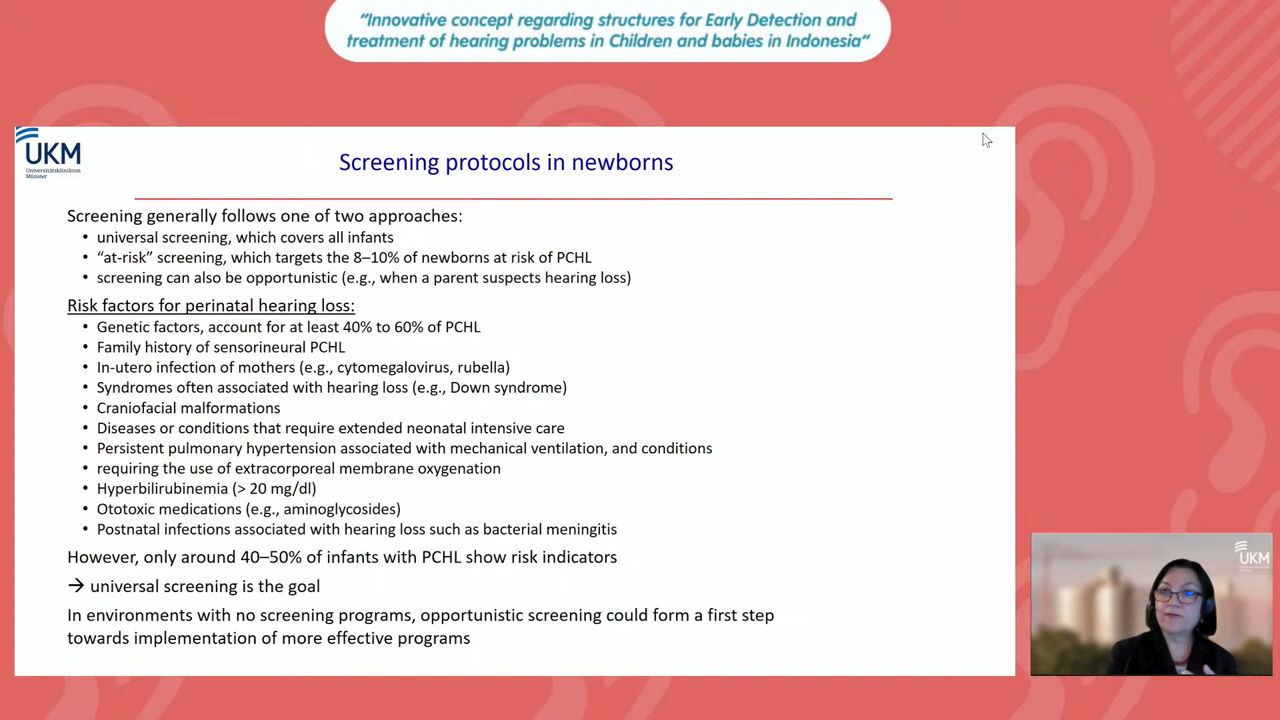 “Innovative concept regarding structures for Early Detection and
treatment of hearing problems in Children and babies in Indonesia“
UKM
Universitätsklinikum
Münster
Screening protocols in newborns
Screening generally follows one of two approaches:
• universal screening, which covers all infants
• “at-risk” screening, which targets the 8–10% of newborns at risk of PCHL
• screening can also be opportunistic (e.g., when a parent suspects hearing loss)
Risk factors for perinatal hearing loss:
• Genetic factors, account for at least 40% to 60% of PCHL
• Family history of sensorineural PCHL
• In-utero infection of mothers (e.g., cytomegalovirus, rubella)
• Syndromes often associated with hearing loss (e.g., Down syndrome)
• Craniofacial malformations
• Diseases or conditions that require extended neonatal intensive care
• Persistent pulmonary hypertension associated with mechanical ventilation, and conditions
• requiring the use of extracorporeal membrane oxygenation
• Hyperbilirubinemia (> 20 mg/dl)
• Ototoxic medications (e.g., aminoglycosides)
• Postnatal infections associated with hearing loss such as bacterial meningitis
However, only around 40–50% of infants with PCHL show risk indicators
→ universal screening is the goal
In environments with no screening programs, opportunistic screening could form a first step
towards implementation of more effective programs
UKM